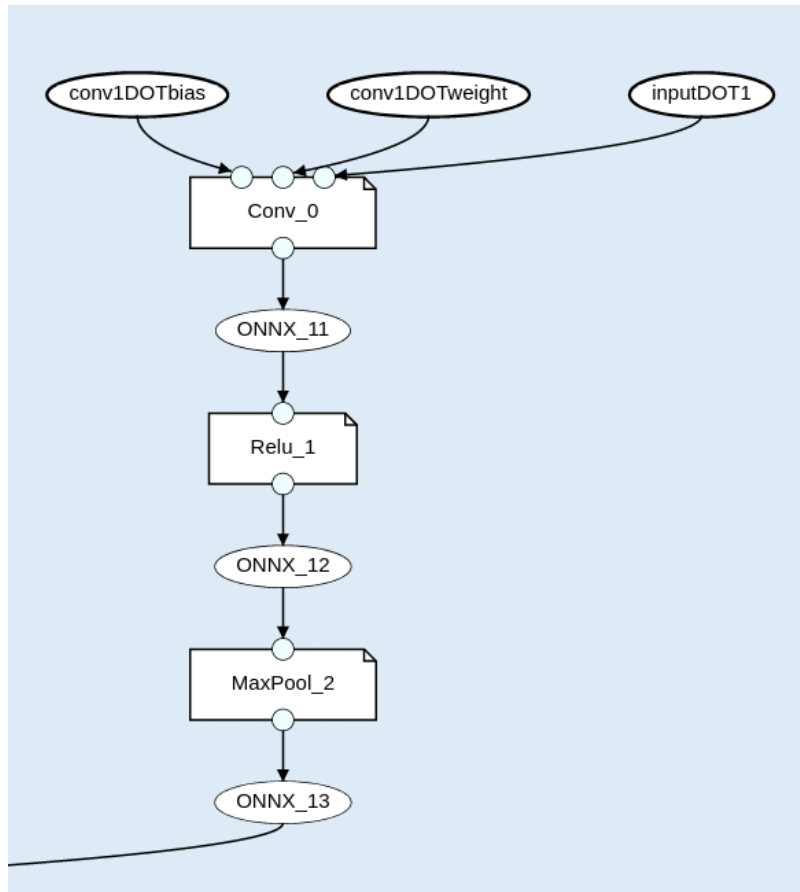 conv1DOTbias
conv1DOTweight
inputDOT1
Conv_0
ONNX_11
Relu_1
ONNX_12
MaxPool_2
ONNX_13